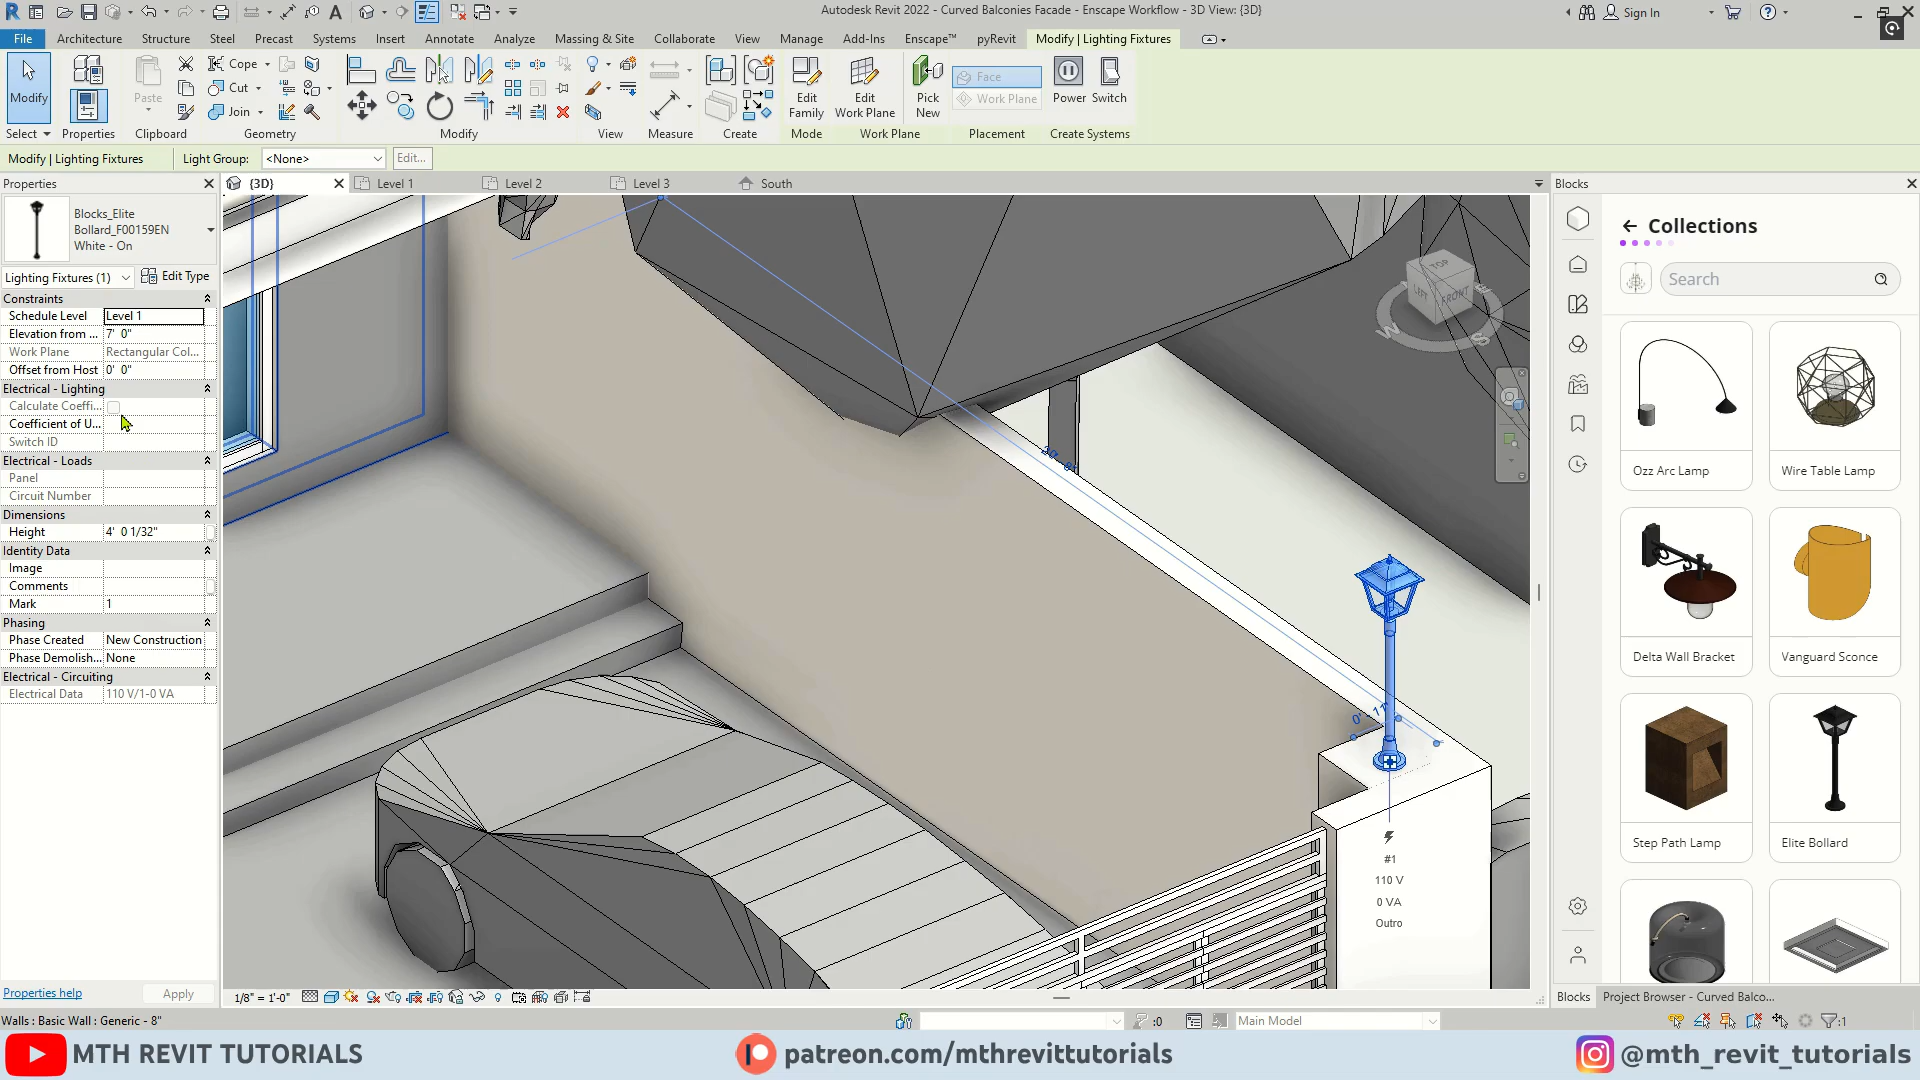 Autodesk Revit 2022 - Curved Balconies Facade - Enscape Workflow - 3D View: {3D}
Sign In
File
Architecture
Structure
Steel
Precast
Systems
Insert
Annotate
Analyze
Massing & Site
Collaborate
View
Manage
Add-Ins
Enscape™
pyRevit
Modify | Lighting Fixtures
Modify
Paste
Cope
Cut
Join
Edit Family
Edit Work Plane
Pick New
Face
Work Plane
Power
Switch
Select
Properties
Clipboard
Geometry
Modify
View
Measure
Create
Mode
Work Plane
Placement
Create Systems
Modify | Lighting Fixtures
Light Group:
<None>
Edit...
Properties
{3D}
Level 1
Level 2
Level 3
South
Blocks
Blocks_Elite
Bollard_F00159EN
White - On
Lighting Fixtures (1)
Edit Type
Constraints
Schedule Level Level 1
Elevation from ... 7' 0"
Work Plane Rectangular Col...
Offset from Host 0' 0"
Electrical - Lighting
Calculate Coeffi...
Coefficient of U...
Switch ID
Electrical - Loads
Panel
Circuit Number
Dimensions
Height 4' 0 1/32"
Identity Data
Image
Comments
Mark 1
Phasing
Phase Created New Construction
Phase Demolish... None
Electrical - Circuiting
Electrical Data 110 V/1-0 VA
Properties help
Apply
TOP
LEFT
FRONT
W
S
#1
110 V
0 VA
Outro
Collections
Search
Ozz Arc Lamp
Wire Table Lamp
Delta Wall Bracket
Vanguard Sconce
Step Path Lamp
Elite Bollard
1/8" = 1'-0"
Blocks
Project Browser - Curved Balco...
Walls : Basic Wall : Generic - 8"
:0
Main Model
:1
MTH REVIT TUTORIALS
patreon.com/mthrevittutorials
@mth_revit_tutorials